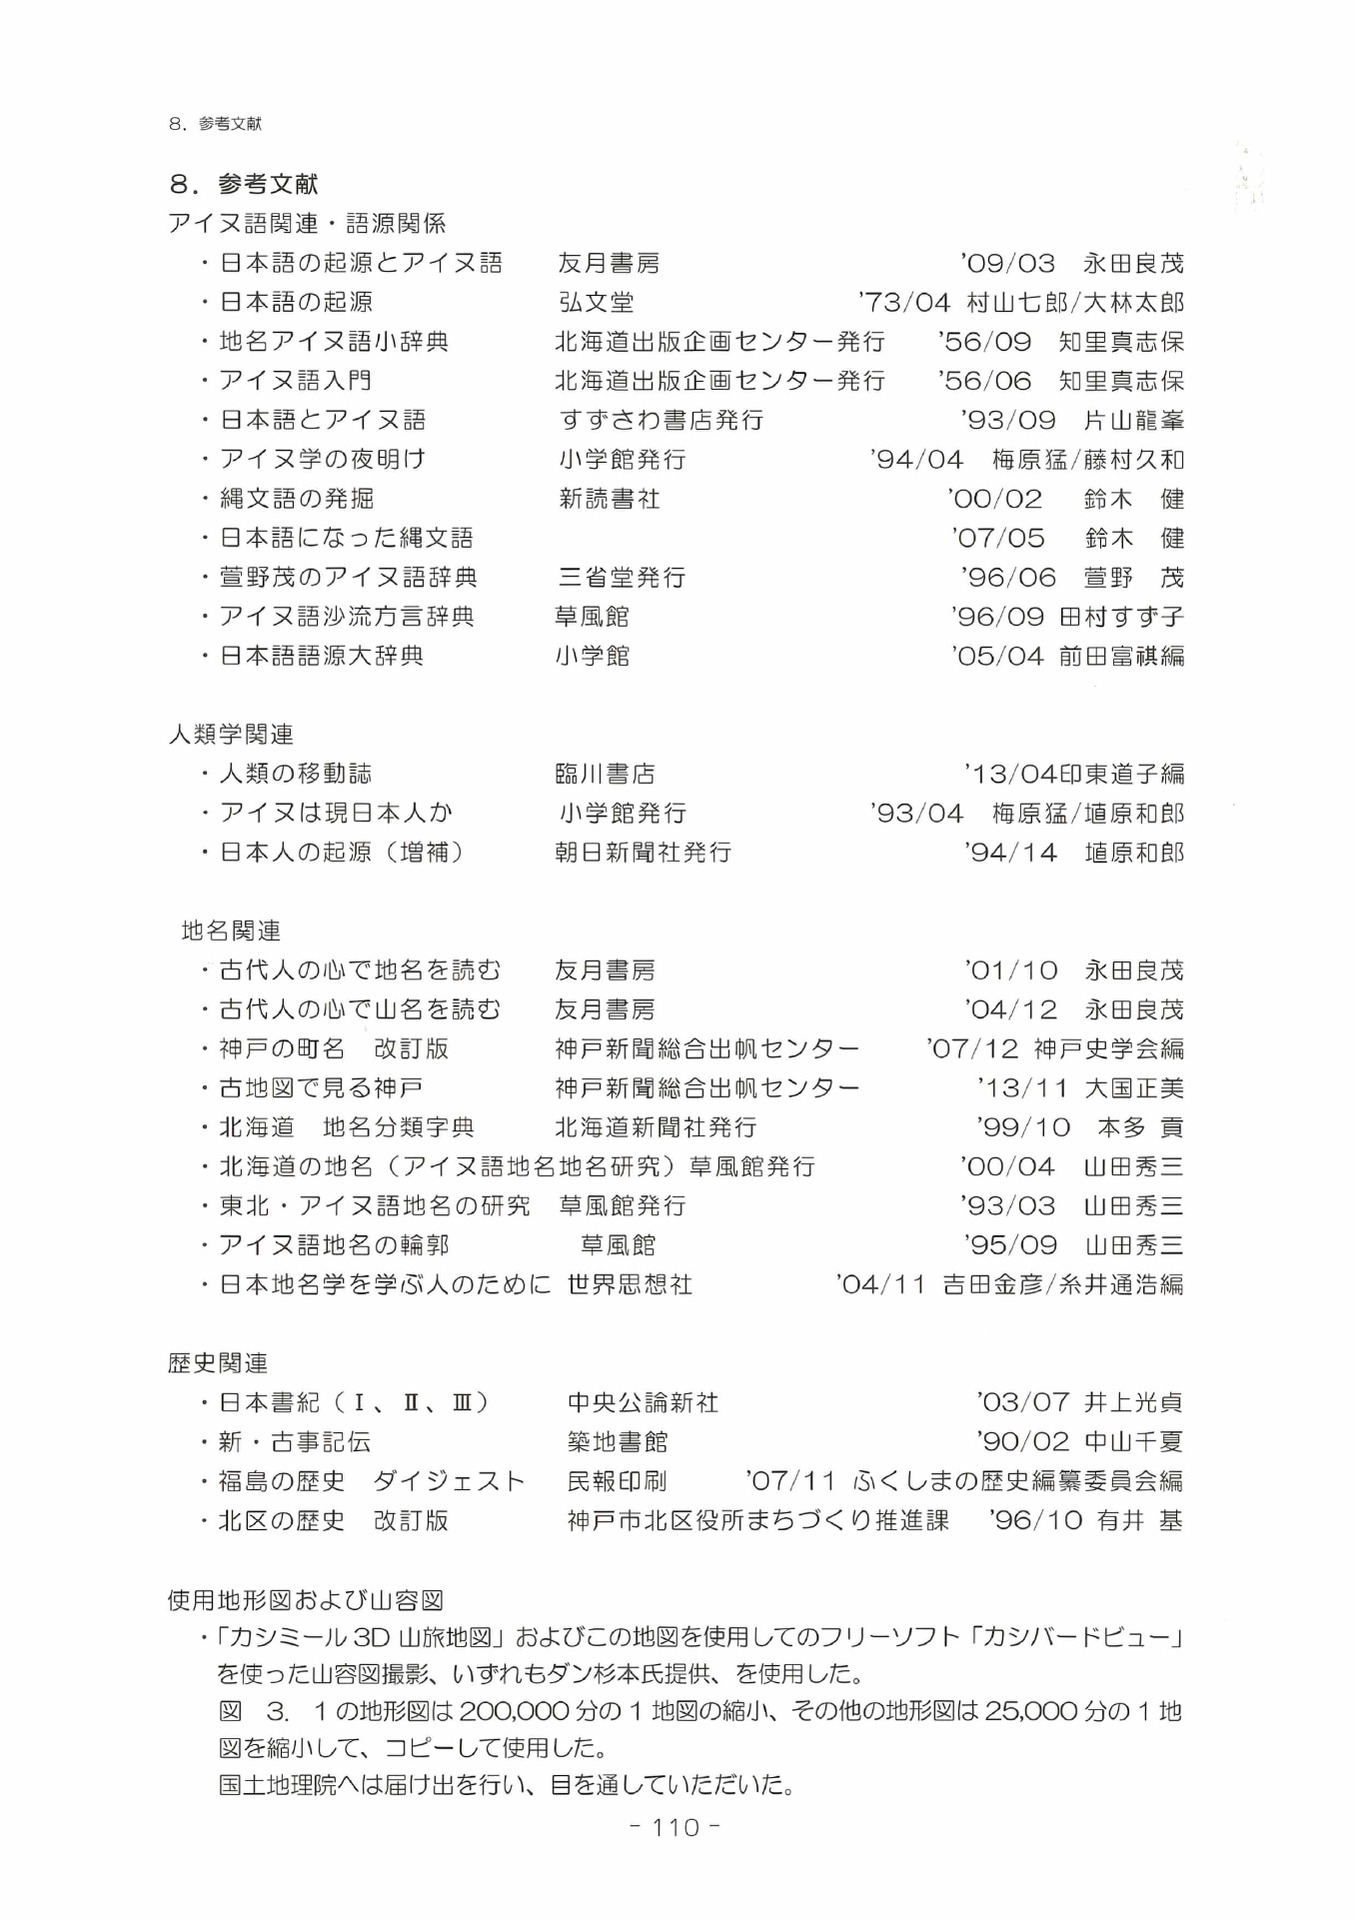 8．参考文献
8．参考文献
アイヌ語関連・語源関係
・日本語の起源とアイヌ語　友月書房　'09/03　永田良茂
・日本語の起源　弘文堂　'73/04 村山七郎/大林太郎
・地名アイヌ語小辞典　北海道出版企画センター発行　'56/09　知里真志保
・アイヌ語入門　北海道出版企画センター発行　'56/06　知里真志保
・日本語とアイヌ語　すずさわ書店発行　'93/09　片山龍峯
・アイヌ学の夜明け　小学館発行　'94/04　梅原猛/藤村久和
・縄文語の発掘　新読書社　'00/02　鈴木　健
・日本語になった縄文語　'07/05　鈴木　健
・萱野茂のアイヌ語辞典　三省堂発行　'96/06　萱野　茂
・アイヌ語沙流方言辞典　草風館　'96/09 田村すず子
・日本語語源大辞典　小学館　'05/04 前田富祺編
人類学関連
・人類の移動誌　臨川書店　'13/04印東道子編
・アイヌは現日本人か　小学館発行　'93/04　梅原猛/埴原和郎
・日本人の起源（増補）　朝日新聞社発行　'94/14　埴原和郎
地名関連
・古代人の心で地名を読む　友月書房　'01/10　永田良茂
・古代人の心で山名を読む　友月書房　'04/12　永田良茂
・神戸の町名　改訂版　神戸新聞総合出帆センター　'07/12 神戸史学会編
・古地図で見る神戸　神戸新聞総合出帆センター　'13/11 大国正美
・北海道　地名分類字典　北海道新聞社発行　'99/10　本多 貢
・北海道の地名（アイヌ語地名地名研究）草風館発行　'00/04　山田秀三
・東北・アイヌ語地名の研究　草風館発行　'93/03　山田秀三
・アイヌ語地名の輪郭　草風館　'95/09　山田秀三
・日本地名学を学ぶ人のために 世界思想社　'04/11 吉田金彦/糸井通浩編
歴史関連
・日本書紀（Ⅰ、Ⅱ、Ⅲ）　中央公論新社　'03/07 井上光貞
・新・古事記伝　築地書館　'90/02 中山千夏
・福島の歴史　ダイジェスト　民報印刷　'07/11 ふくしまの歴史編纂委員会編
・北区の歴史　改訂版　神戸市北区役所まちづくり推進課　'96/10 有井 基
使用地形図および山容図
・「カシミール 3D 山旅地図」およびこの地図を使用してのフリーソフト「カシバードビュー」
を使った山容図撮影、いずれもダン杉本氏提供、を使用した。
図　3．1 の地形図は 200,000 分の 1 地図の縮小、その他の地形図は 25,000 分の 1 地
図を縮小して、コピーして使用した。
国土地理院へは届け出を行い、目を通していただいた。
- 110 -